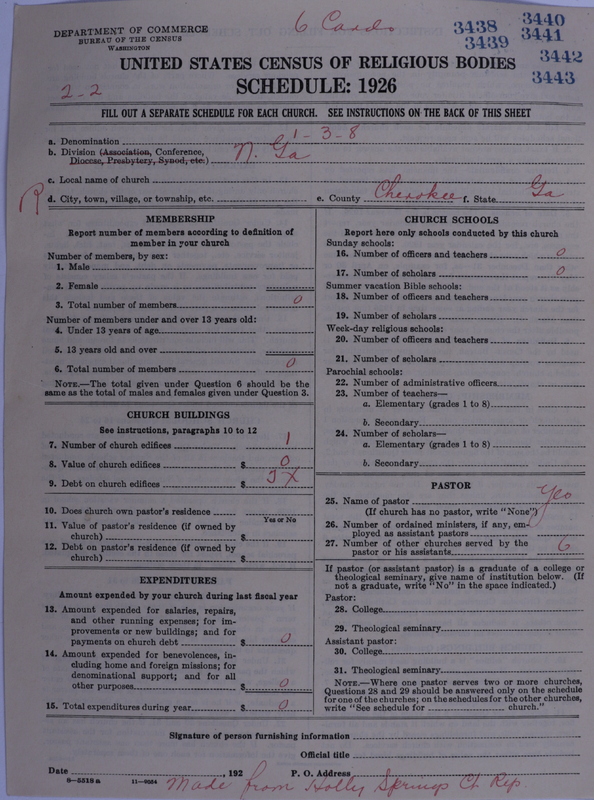 DEPARTMENT OF COMMERCE
BUREAU OF THE CENSUS
WASHINGTON
6 Cards
3438 3440
3439 3441
3442
3443
UNITED STATES CENSUS OF RELIGIOUS BODIES
2-2
SCHEDULE: 1926
FILL OUT A SEPARATE SCHEDULE FOR EACH CHURCH. SEE INSTRUCTIONS ON THE BACK OF THIS SHEET
a. Denomination 1-3-8
b. Division (Association, Conference, Diocese, Presbytery, Synod, etc.) N. Ga
c. Local name of church
R
d. City, town, village, or township, etc. e. County Cherokee f. State Ga
MEMBERSHIP
Report number of members according to definition of
member in your church
Number of members, by sex:
1. Male
2. Female
3. Total number of members 0
Number of members under and over 13 years old:
4. Under 13 years of age
5. 13 years old and over
6. Total number of members 0
NOTE.—The total given under Question 6 should be the
same as the total of males and females given under Question 3.
CHURCH BUILDINGS
See instructions, paragraphs 10 to 12
7. Number of church edifices 1
8. Value of church edifices $ 0
9. Debt on church edifices $ X
10. Does church own pastor's residence
Yes or No
11. Value of pastor's residence (if owned by
church) $
12. Debt on pastor's residence (if owned by
church) $
EXPENDITURES
Amount expended by your church during last fiscal year
13. Amount expended for salaries, repairs,
and other running expenses; for im-
provements or new buildings; and for
payments on church debt $ 0
14. Amount expended for benevolences, in-
cluding home and foreign missions; for
denominational support; and for all
other purposes $ 0
15. Total expenditures during year $ 0
CHURCH SCHOOLS
Report here only schools conducted by this church
Sunday schools:
16. Number of officers and teachers 0
17. Number of scholars 0
Summer vacation Bible schools:
18. Number of officers and teachers
19. Number of scholars
Week-day religious schools:
20. Number of officers and teachers
21. Number of scholars
Parochial schools:
22. Number of administrative officers
23. Number of teachers—
a. Elementary (grades 1 to 8)
b. Secondary
24. Number of scholars—
a. Elementary (grades 1 to 8)
b. Secondary
PASTOR
25. Name of pastor Yes
(If church has no pastor, write "None")
26. Number of ordained ministers, if any, em-
ployed as assistant pastors
27. Number of other churches served by the
pastor or his assistants 6
If pastor (or assistant pastor) is a graduate of a college or
theological seminary, give name of institution below. (If
not a graduate, write "No" in the space indicated.)
Pastor:
28. College
29. Theological seminary
Assistant pastor:
30. College
31. Theological seminary
NOTE.—Where one pastor serves two or more churches,
Questions 28 and 29 should be answered only on the schedule
for one of the churches; on the schedules for the other churches,
write "See schedule for church."
Signature of person furnishing information
Official title
Date , 192 P. O. Address
8—5518a 11—9654
Made from Holly Springs Ch Rep.